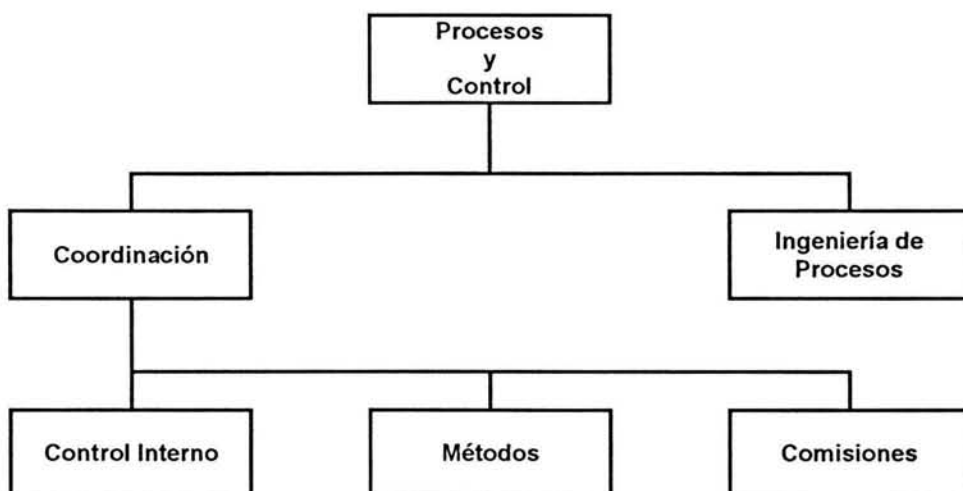 Procesos
y
Control
Coordinación
Ingeniería de
Procesos
Control Interno
Métodos
Comisiones